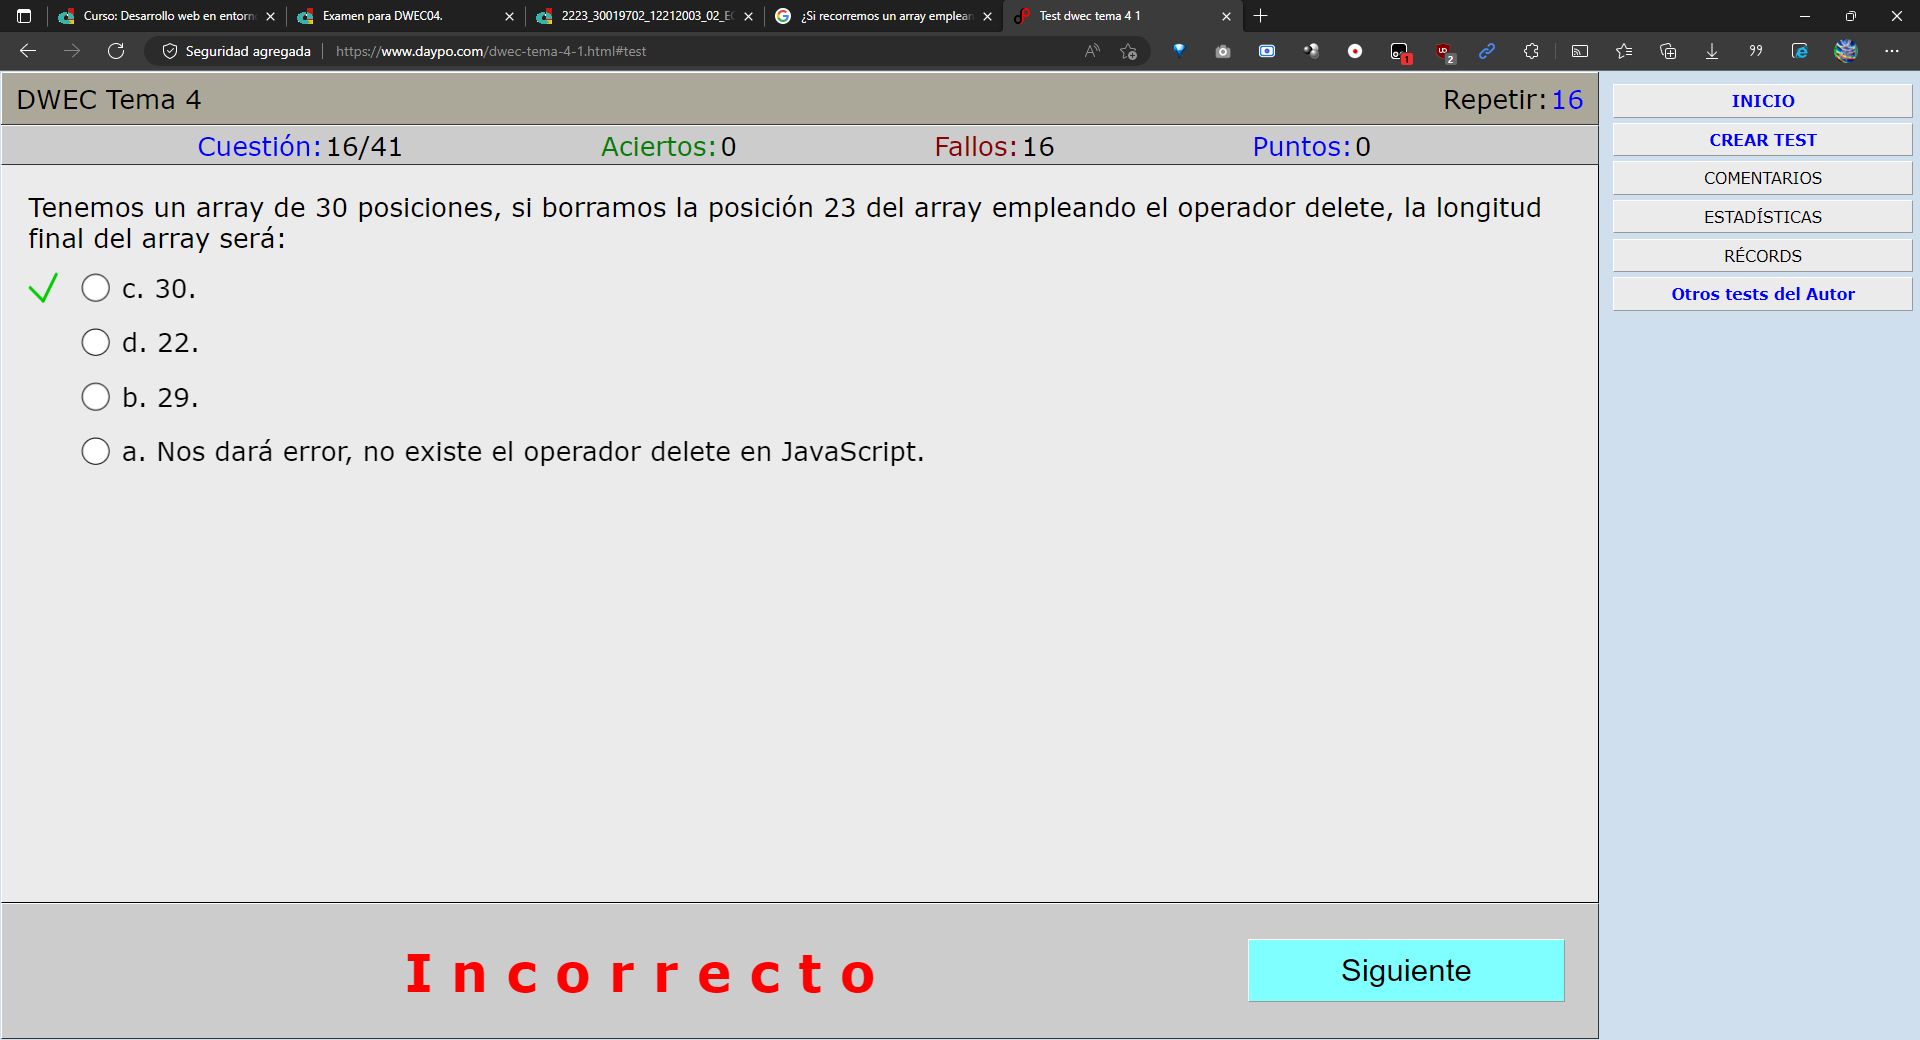 Curso: Desarrollo web en entorn
Examen para DWEC04.
2223_30019702_12212003_02_EC
¿Si recorremos un array emplean
Test dwec tema 4 1
Seguridad agregada
https://www.daypo.com/dwec-tema-4-1.html#test
1
2
DWEC Tema 4
Repetir: 16
Cuestión: 16/41
Aciertos: 0
Fallos: 16
Puntos: 0
Tenemos un array de 30 posiciones, si borramos la posición 23 del array empleando el operador delete, la longitud
final del array será:
c. 30.
d. 22.
b. 29.
a. Nos dará error, no existe el operador delete en JavaScript.
Incorrecto
Siguiente
INICIO
CREAR TEST
COMENTARIOS
ESTADÍSTICAS
RÉCORDS
Otros tests del Autor